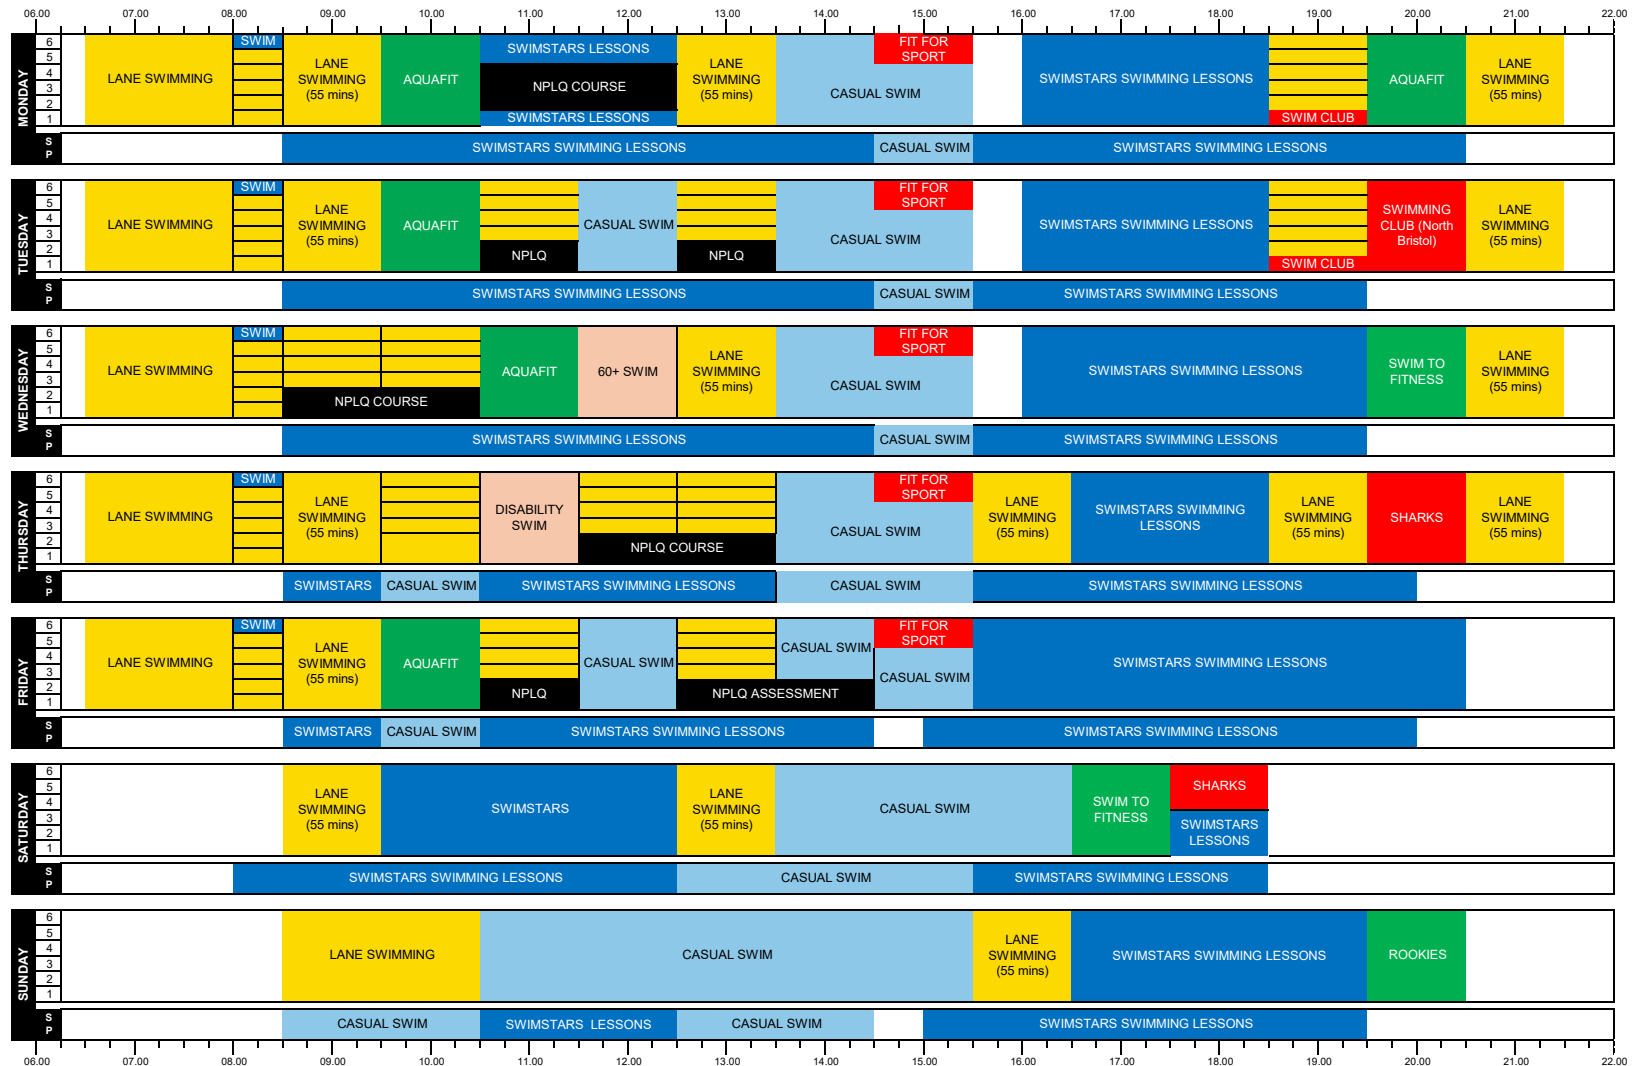 06.00 07.00 08.00 09.00 10.00 11.00 12.00 13.00 14.00 15.00 16.00 17.00 18.00 19.00 20.00 21.00 22.00
MONDAY
6
5
4
3
2
1
LANE SWIMMING
SWIM
LANE
SWIMMING
(55 mins)
AQUAFIT
SWIMSTARS LESSONS
NPLQ COURSE
SWIMSTARS LESSONS
LANE
SWIMMING
(55 mins)
CASUAL SWIM
FIT FOR
SPORT
SWIMSTARS SWIMMING LESSONS
SWIM CLUB
AQUAFIT
LANE
SWIMMING
(55 mins)
S
P
SWIMSTARS SWIMMING LESSONS
CASUAL SWIM
SWIMSTARS SWIMMING LESSONS
TUESDAY
6
5
4
3
2
1
LANE SWIMMING
SWIM
LANE
SWIMMING
(55 mins)
AQUAFIT
NPLQ
CASUAL SWIM
NPLQ
CASUAL SWIM
FIT FOR
SPORT
SWIMSTARS SWIMMING LESSONS
SWIM CLUB
SWIMMING
CLUB (North
Bristol)
LANE
SWIMMING
(55 mins)
S
P
SWIMSTARS SWIMMING LESSONS
CASUAL SWIM
SWIMSTARS SWIMMING LESSONS
WEDNESDAY
6
5
4
3
2
1
LANE SWIMMING
SWIM
NPLQ COURSE
AQUAFIT
60+ SWIM
LANE
SWIMMING
(55 mins)
CASUAL SWIM
FIT FOR
SPORT
SWIMSTARS SWIMMING LESSONS
SWIM TO
FITNESS
LANE
SWIMMING
(55 mins)
S
P
SWIMSTARS SWIMMING LESSONS
CASUAL SWIM
SWIMSTARS SWIMMING LESSONS
THURSDAY
6
5
4
3
2
1
LANE SWIMMING
SWIM
LANE
SWIMMING
(55 mins)
DISABILITY
SWIM
NPLQ COURSE
CASUAL SWIM
FIT FOR
SPORT
LANE
SWIMMING
(55 mins)
SWIMSTARS SWIMMING
LESSONS
LANE
SWIMMING
(55 mins)
SHARKS
LANE
SWIMMING
(55 mins)
S
P
SWIMSTARS
CASUAL SWIM
SWIMSTARS SWIMMING LESSONS
CASUAL SWIM
SWIMSTARS SWIMMING LESSONS
FRIDAY
6
5
4
3
2
1
LANE SWIMMING
SWIM
LANE
SWIMMING
(55 mins)
AQUAFIT
NPLQ
CASUAL SWIM
NPLQ ASSESSMENT
CASUAL SWIM
FIT FOR
SPORT
CASUAL SWIM
SWIMSTARS SWIMMING LESSONS
S
P
SWIMSTARS
CASUAL SWIM
SWIMSTARS SWIMMING LESSONS
SWIMSTARS SWIMMING LESSONS
SATURDAY
6
5
4
3
2
1
LANE
SWIMMING
(55 mins)
SWIMSTARS
LANE
SWIMMING
(55 mins)
CASUAL SWIM
SWIM TO
FITNESS
SHARKS
SWIMSTARS
LESSONS
S
P
SWIMSTARS SWIMMING LESSONS
CASUAL SWIM
SWIMSTARS SWIMMING LESSONS
SUNDAY
6
5
4
3
2
1
LANE SWIMMING
CASUAL SWIM
LANE
SWIMMING
(55 mins)
SWIMSTARS SWIMMING LESSONS
ROOKIES
S
P
CASUAL SWIM
SWIMSTARS LESSONS
CASUAL SWIM
SWIMSTARS SWIMMING LESSONS
06.00 07.00 08.00 09.00 10.00 11.00 12.00 13.00 14.00 15.00 16.00 17.00 18.00 19.00 20.00 21.00 22.00